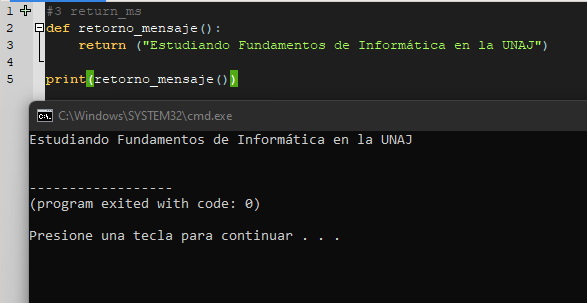 1 #3 return_ms
2 def retorno_mensaje():
3     return ("Estudiando Fundamentos de Informática en la UNAJ")
4
5 print(retorno_mensaje())
C:\Windows\SYSTEM32\cmd.exe
Estudiando Fundamentos de Informática en la UNAJ
------------------
(program exited with code: 0)
Presione una tecla para continuar . . .